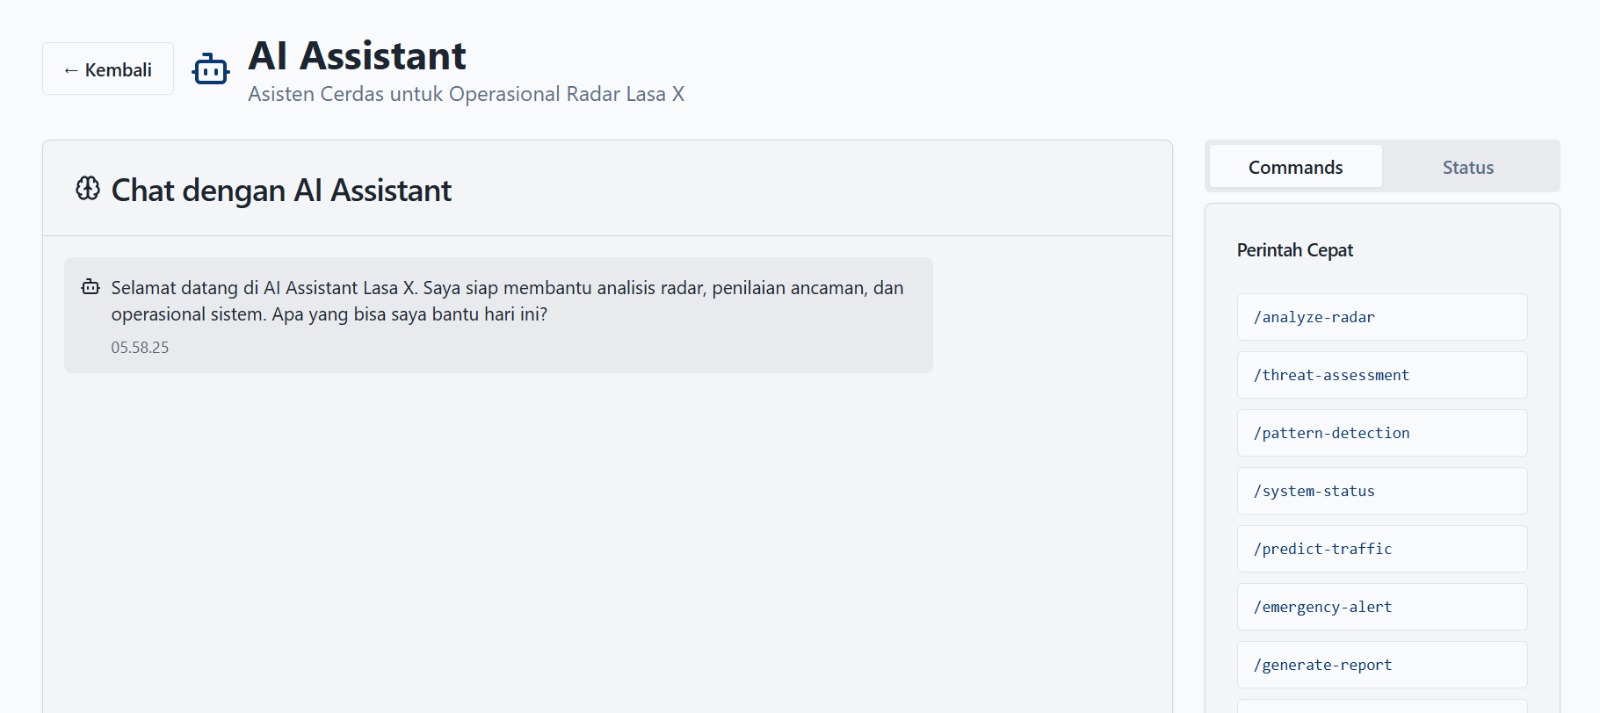 ← Kembali
AI Assistant
Asisten Cerdas untuk Operasional Radar Lasa X
Chat dengan AI Assistant
Selamat datang di AI Assistant Lasa X. Saya siap membantu analisis radar, penilaian ancaman, dan
operasional sistem. Apa yang bisa saya bantu hari ini?
05.58.25
Commands
Status
Perintah Cepat
/analyze-radar
/threat-assessment
/pattern-detection
/system-status
/predict-traffic
/emergency-alert
/generate-report